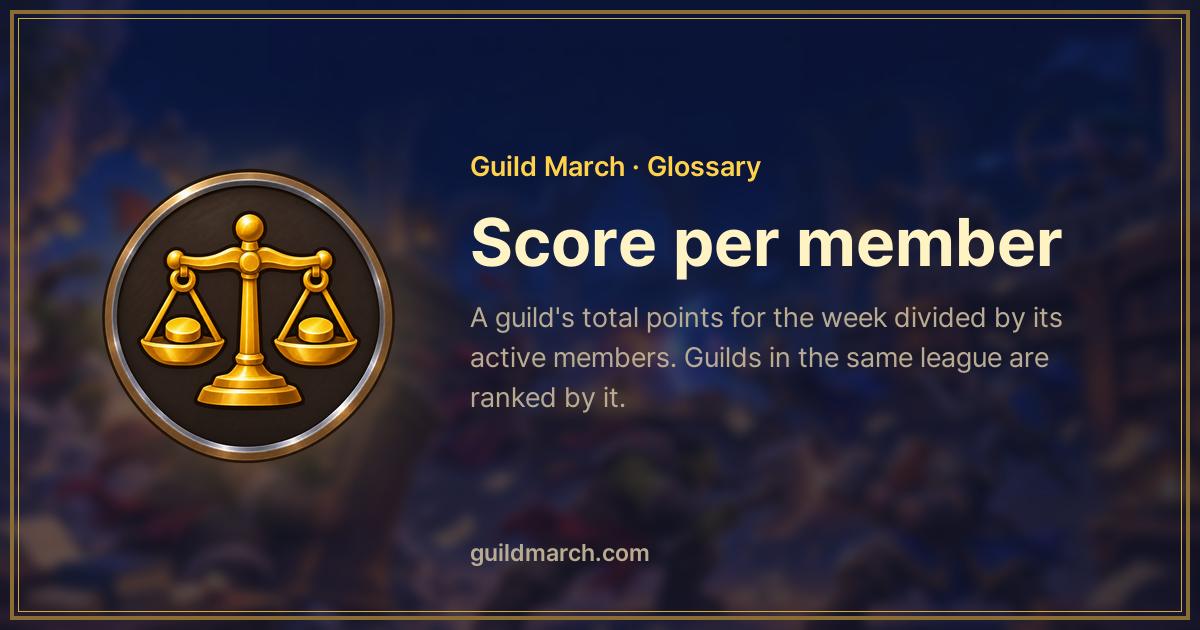 Guild March · Glossary
Score per member
A guild's total points for the week divided by its
active members. Guilds in the same league are
ranked by it.
guildmarch.com